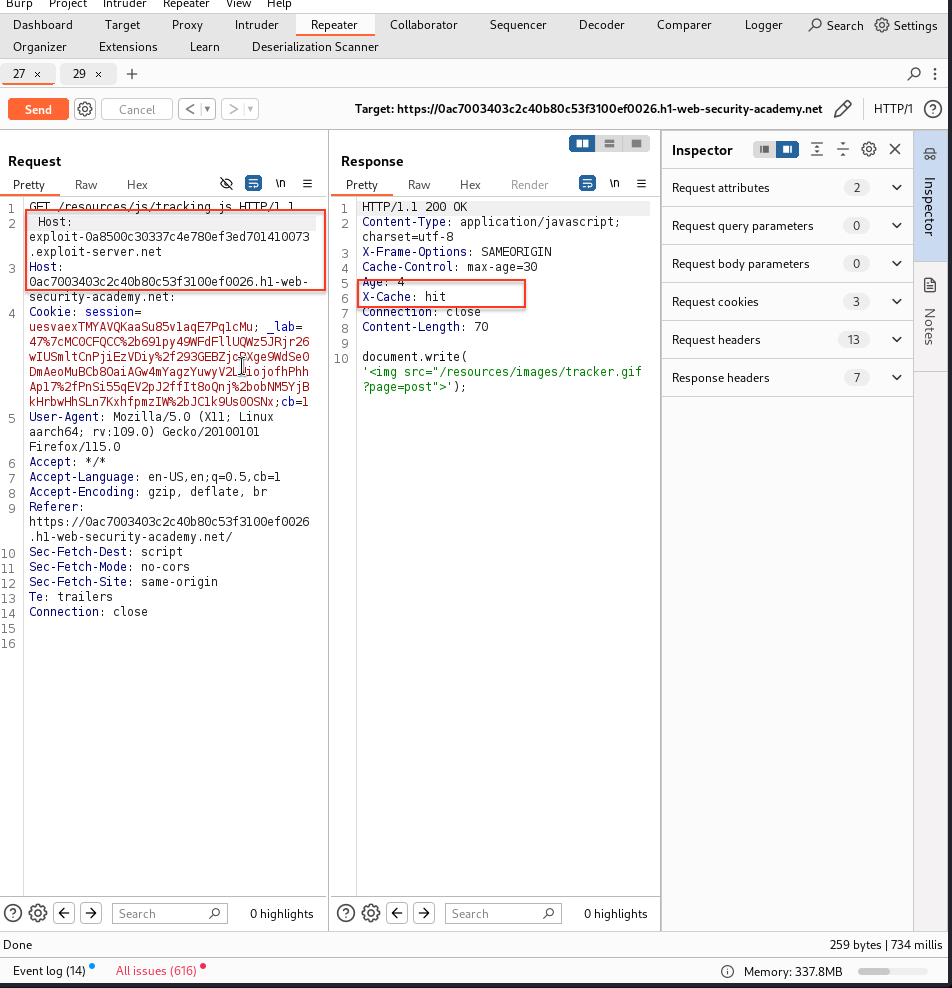 Burp Project Intruder Repeater View Help
Dashboard Target Proxy Intruder Repeater Collaborator Sequencer Decoder Comparer Logger Search Settings
Organizer Extensions Learn Deserialization Scanner
27 × 29 × +
Send Cancel < > Target: https://0ac7003403c2c40b80c53f3100ef0026.h1-web-security-academy.net HTTP/1 ?
Request
Pretty Raw Hex \n
1 GET /resources/js/tracking.js HTTP/1.1
2 Host:
exploit-0a8500c30337c4e780ef3ed701410073
.exploit-server.net
3 Host:
0ac7003403c2c40b80c53f3100ef0026.h1-web-
security-academy.net:
4 Cookie: session=
uesvaexTMYAVQKaaSu85v1aqE7Pq1cMu; _lab=
47%7cMC0CFQCC%2b691py49WFdFllUQWz5JRjr26
wIUSmltCnPjiEzVDiy%2f293GEBZjc
DmAeoMuBCb8OaiAGw4mYagzYuwyV2L
Ap17%2fPnSi55qEV2pJ2ffIt8oQnj%2bobNM5YjB
kHrbwHhSLn7KxhfpmzIW%2bJC1k9Us0OSNx;cb=1
5 User-Agent: Mozilla/5.0 (X11; Linux
aarch64; rv:109.0) Gecko/20100101
Firefox/115.0
6 Accept: */*
7 Accept-Language: en-US,en;q=0.5,cb=1
8 Accept-Encoding: gzip, deflate, br
9 Referer:
https://0ac7003403c2c40b80c53f3100ef0026
.h1-web-security-academy.net/
10 Sec-Fetch-Dest: script
11 Sec-Fetch-Mode: no-cors
12 Sec-Fetch-Site: same-origin
13 Te: trailers
14 Connection: close
15
16
Search 0 highlights
Response
Pretty Raw Hex Render \n
1 HTTP/1.1 200 OK
2 Content-Type: application/javascript;
charset=utf-8
3 X-Frame-Options: SAMEORIGIN
4 Cache-Control: max-age=30
5 Age: 4
6 X-Cache: hit
7 Connection: close
8 Content-Length: 70
9
10 document.write(
'<img src="/resources/images/tracker.gif
?page=post">');
Search 0 highlights
Inspector
Request attributes 2
Request query parameters 0
Request body parameters 0
Request cookies 3
Request headers 13
Response headers 7
Inspector
Notes
Done 259 bytes | 734 millis
Event log (14) All issues (616) Memory: 337.8MB